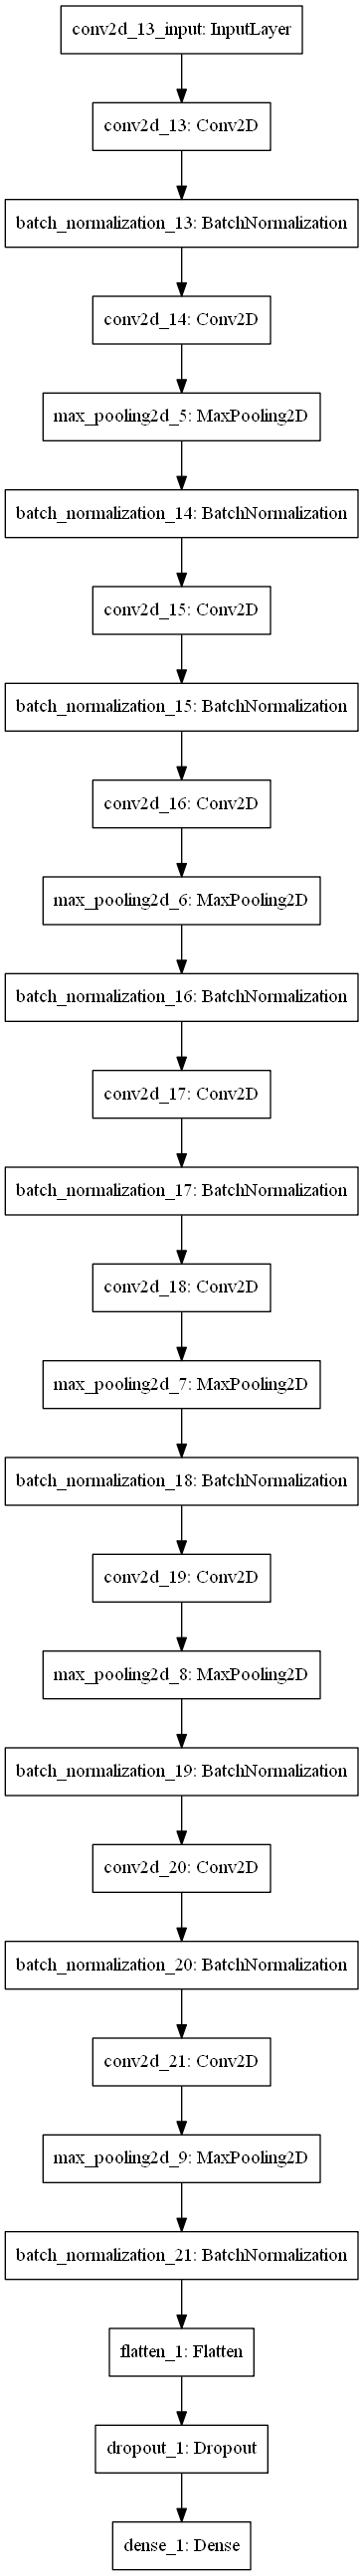 conv2d_13_input: InputLayer
conv2d_13: Conv2D
batch_normalization_13: BatchNormalization
conv2d_14: Conv2D
max_pooling2d_5: MaxPooling2D
batch_normalization_14: BatchNormalization
conv2d_15: Conv2D
batch_normalization_15: BatchNormalization
conv2d_16: Conv2D
max_pooling2d_6: MaxPooling2D
batch_normalization_16: BatchNormalization
conv2d_17: Conv2D
batch_normalization_17: BatchNormalization
conv2d_18: Conv2D
max_pooling2d_7: MaxPooling2D
batch_normalization_18: BatchNormalization
conv2d_19: Conv2D
max_pooling2d_8: MaxPooling2D
batch_normalization_19: BatchNormalization
conv2d_20: Conv2D
batch_normalization_20: BatchNormalization
conv2d_21: Conv2D
max_pooling2d_9: MaxPooling2D
batch_normalization_21: BatchNormalization
flatten_1: Flatten
dropout_1: Dropout
dense_1: Dense